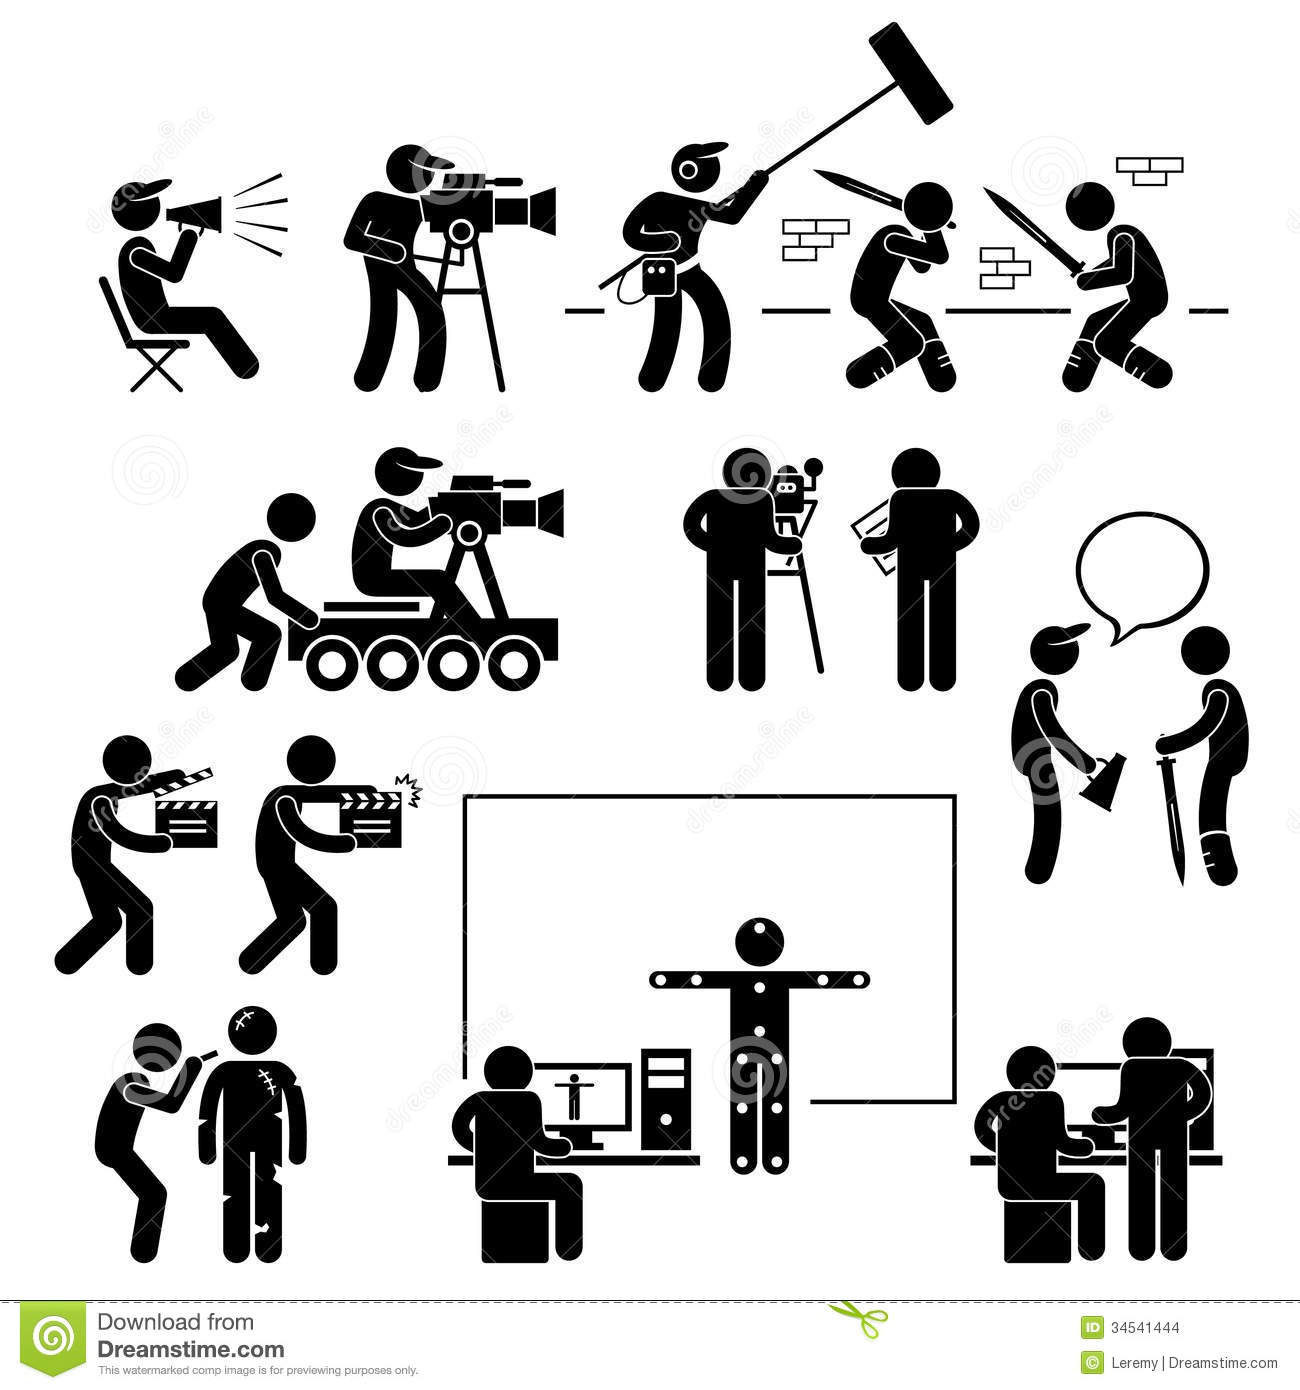 Download from
Dreamstime.com
This watermarked comp image is for previewing purposes only.
ID 34541444
© Leremy | Dreamstime.com